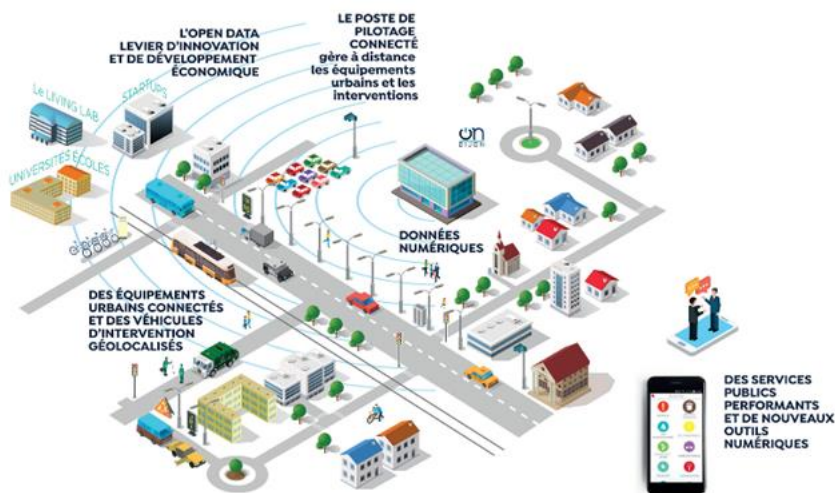 L'OPEN DATA
LEVIER D'INNOVATION
ET DE DÉVELOPPEMENT
ÉCONOMIQUE
LE POSTE DE
PILOTAGE
CONNECTÉ
gère à distance
les équipements
urbains et les
interventions
Le LIVING LAB
STARTUPS
UNIVERSITÉS ÉCOLES
on
DIJON
DONNÉES
NUMÉRIQUES
DES ÉQUIPEMENTS
URBAINS CONNECTÉS
ET DES VÉHICULES
D'INTERVENTION
GÉOLOCALISÉS
DES SERVICES
PUBLICS
PERFORMANTS
ET DE NOUVEAUX
OUTILS
NUMÉRIQUES